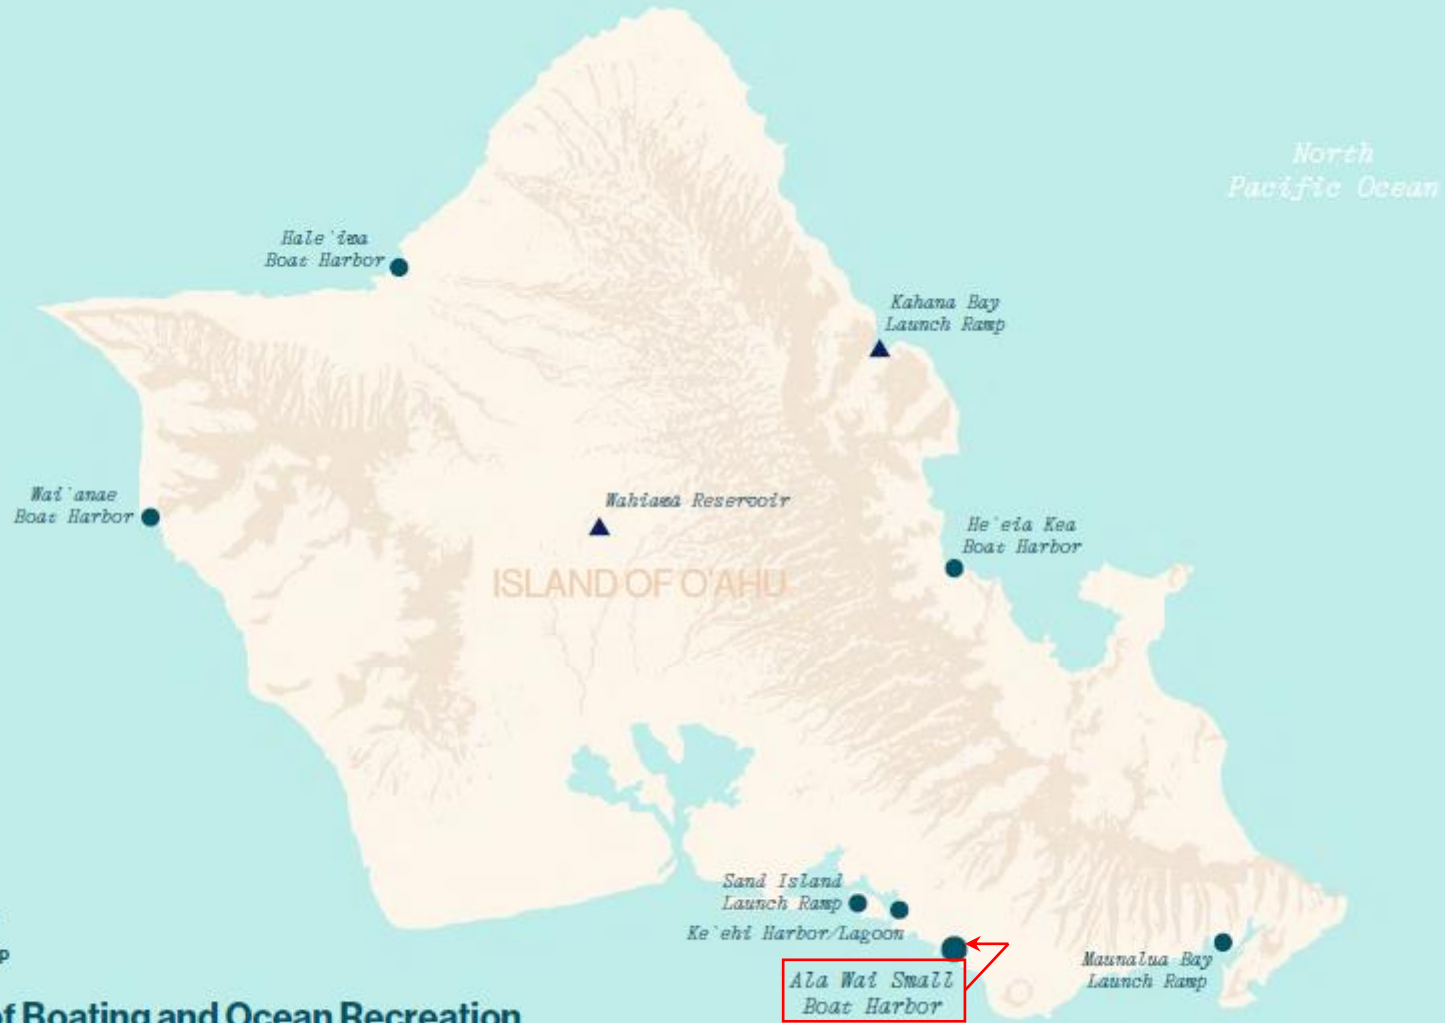 North
Pacific Ocean
Hale`iwa
Boat Harbor
Kahana Bay
Launch Ramp
Wai`anae
Boat Harbor
Wahiawā Reservoir
He`eia Kea
Boat Harbor
ISLAND OF O'AHU
Sand Island
Launch Ramp
Ke`ehi Harbor/Lagoon
Ala Wai Small
Boat Harbor
Maunalua Bay
Launch Ramp
of Boating and Ocean Recreation